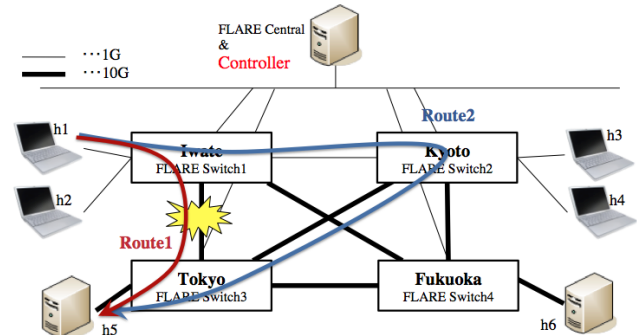 FLARE Central
&
Controller
···1G
···10G
Route2
h1
Iwate
FLARE Switch1
Kyoto
FLARE Switch2
h3
h2
h4
Route1
Tokyo
FLARE Switch3
Fukuoka
FLARE Switch4
h5
h6